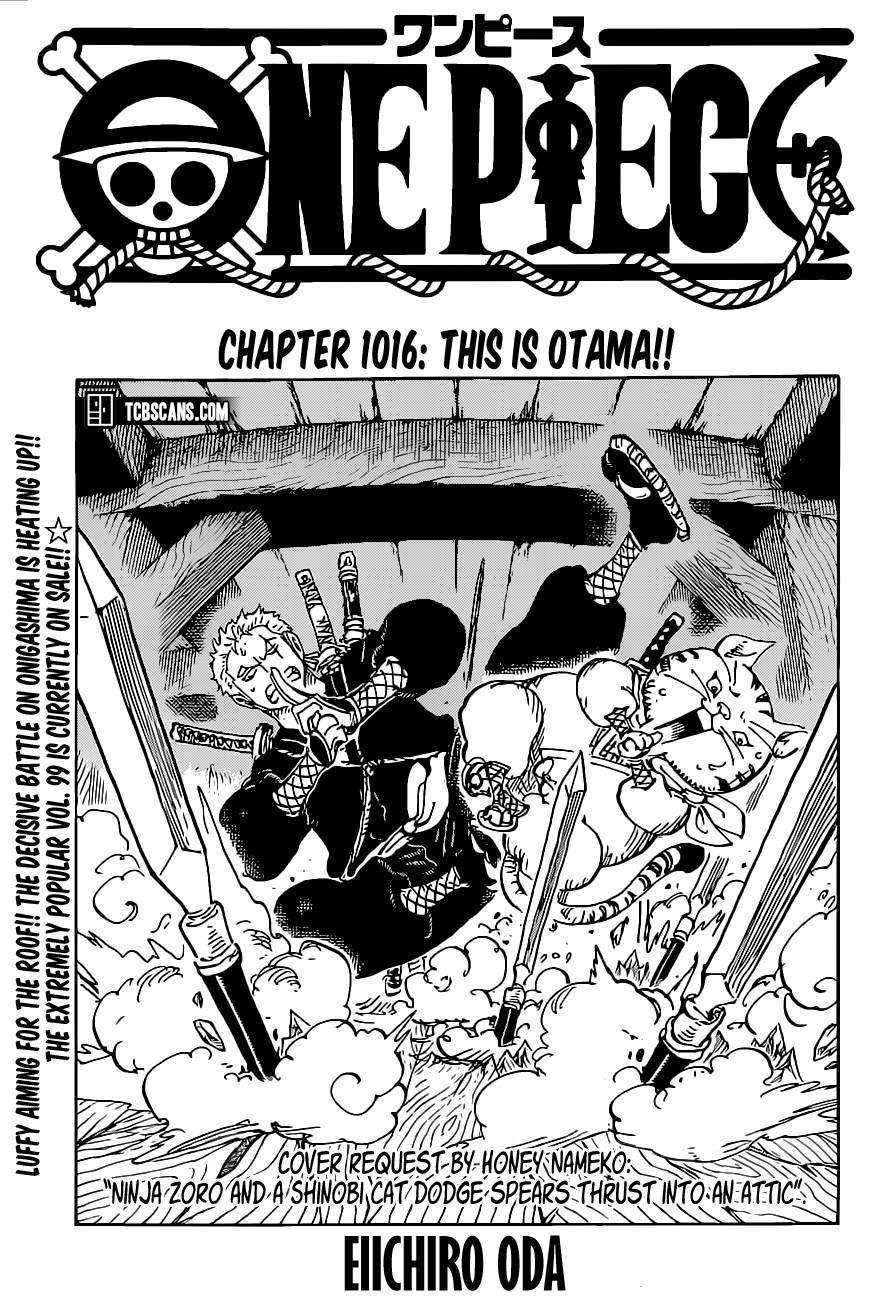 ワンピース
ONE PIECE
CHAPTER 1016: THIS IS OTAMA!!
TCBSCANS.COM
LUFFY AIMING FOR THE ROOF!! THE DECISIVE BATTLE ON ONIGASHIMA IS HEATING UP!!
THE EXTREMELY POPULAR VOL. 99 IS CURRENTLY ON SALE!!☆
COVER REQUEST BY HONEY NAMEKO:
"NINJA ZORO AND A SHINOBI CAT DODGE SPEARS THRUST INTO AN ATTIC".
EIICHIRO ODA